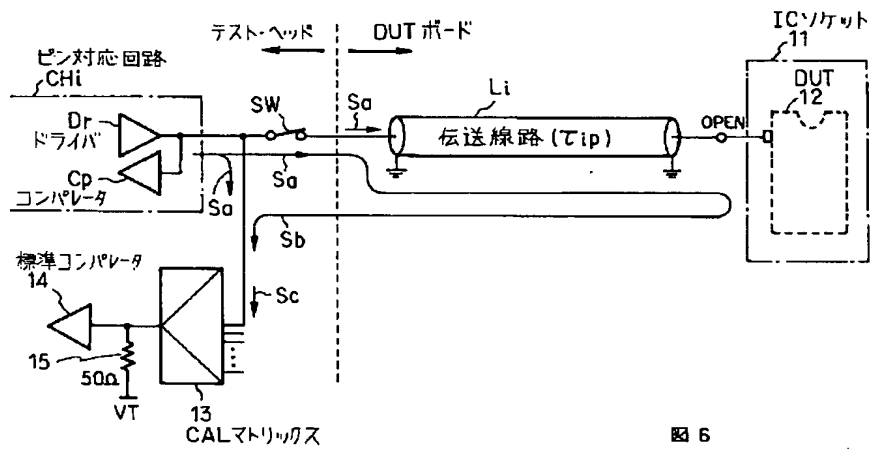 ICソケット
11
テスト・ヘッド
DUTボード
ピン対応回路
CHi
DUT
12
Dr
ドライバ
SW
Sa
Li
伝送線路(τip)
OPEN
Cp
コンパレータ
Sa
Sa
Sb
標準コンパレータ
14
Sc
15
50Ω
VT
13
CALマトリックス
図6